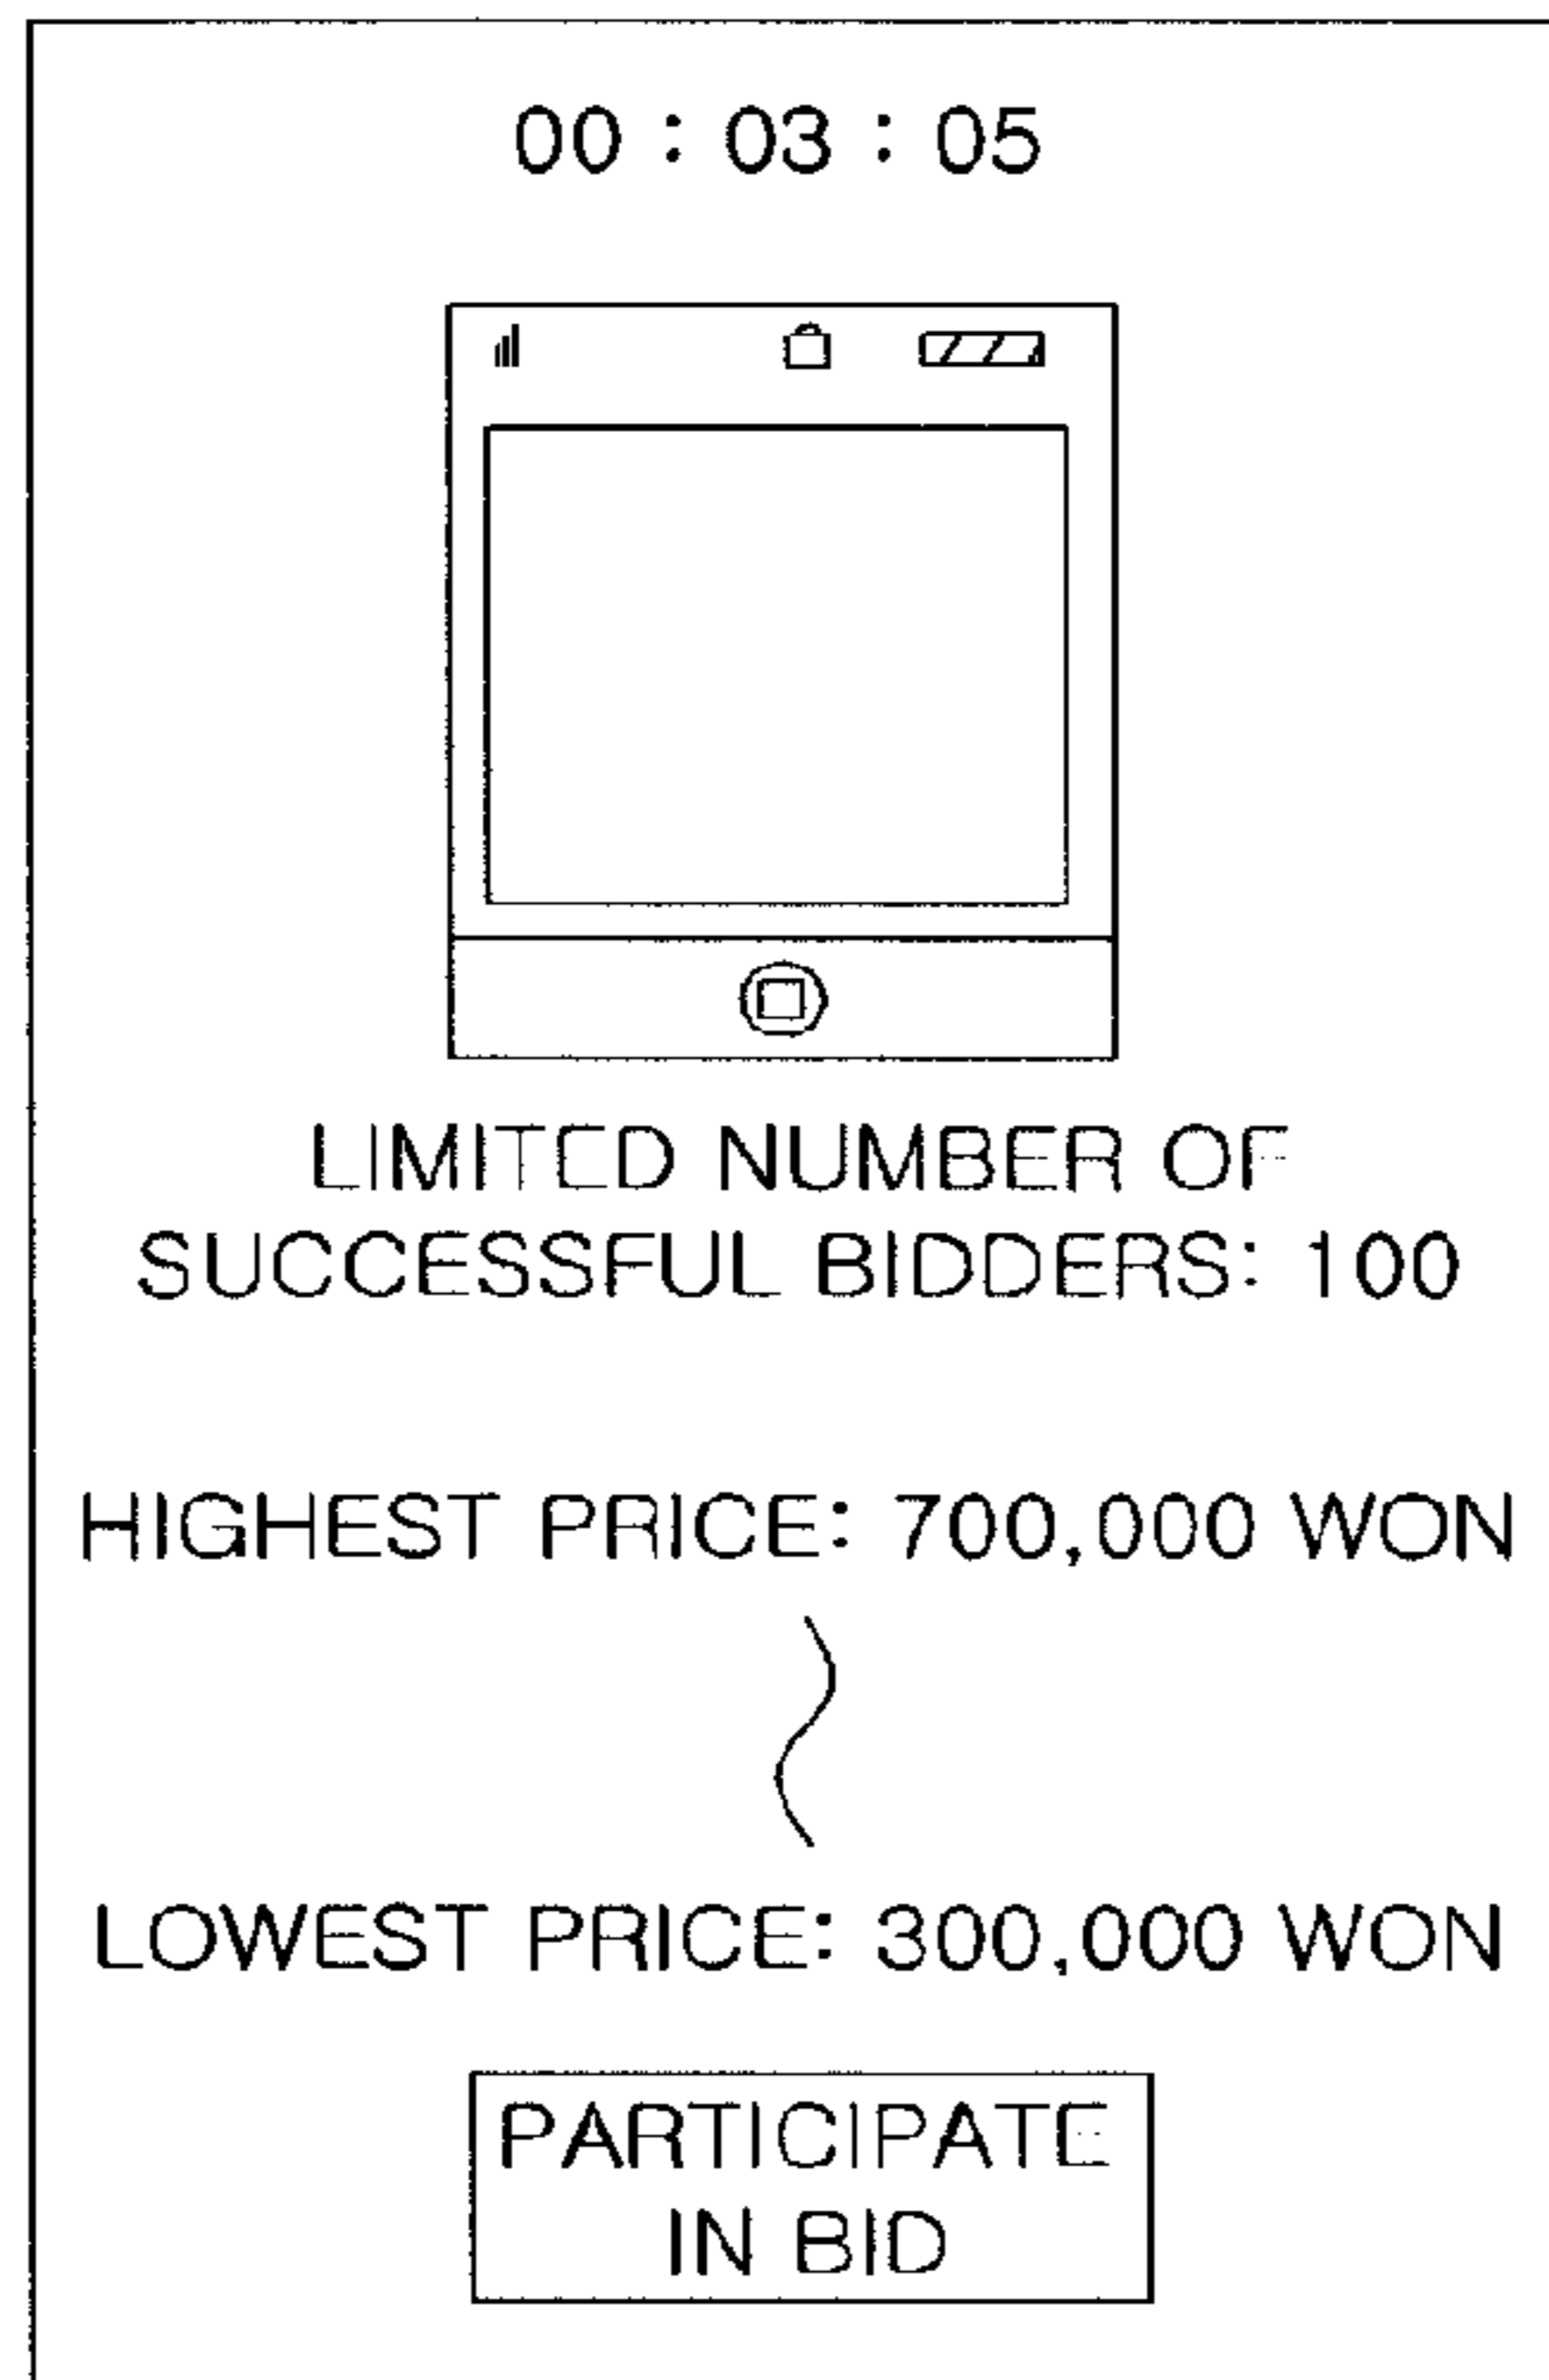 00 : 03 : 05
LIMITED NUMBER OF
SUCCESSFUL BIDDERS: 100
HIGHEST PRICE: 700,000 WON
LOWEST PRICE: 300,000 WON
PARTICIPATE
IN BID